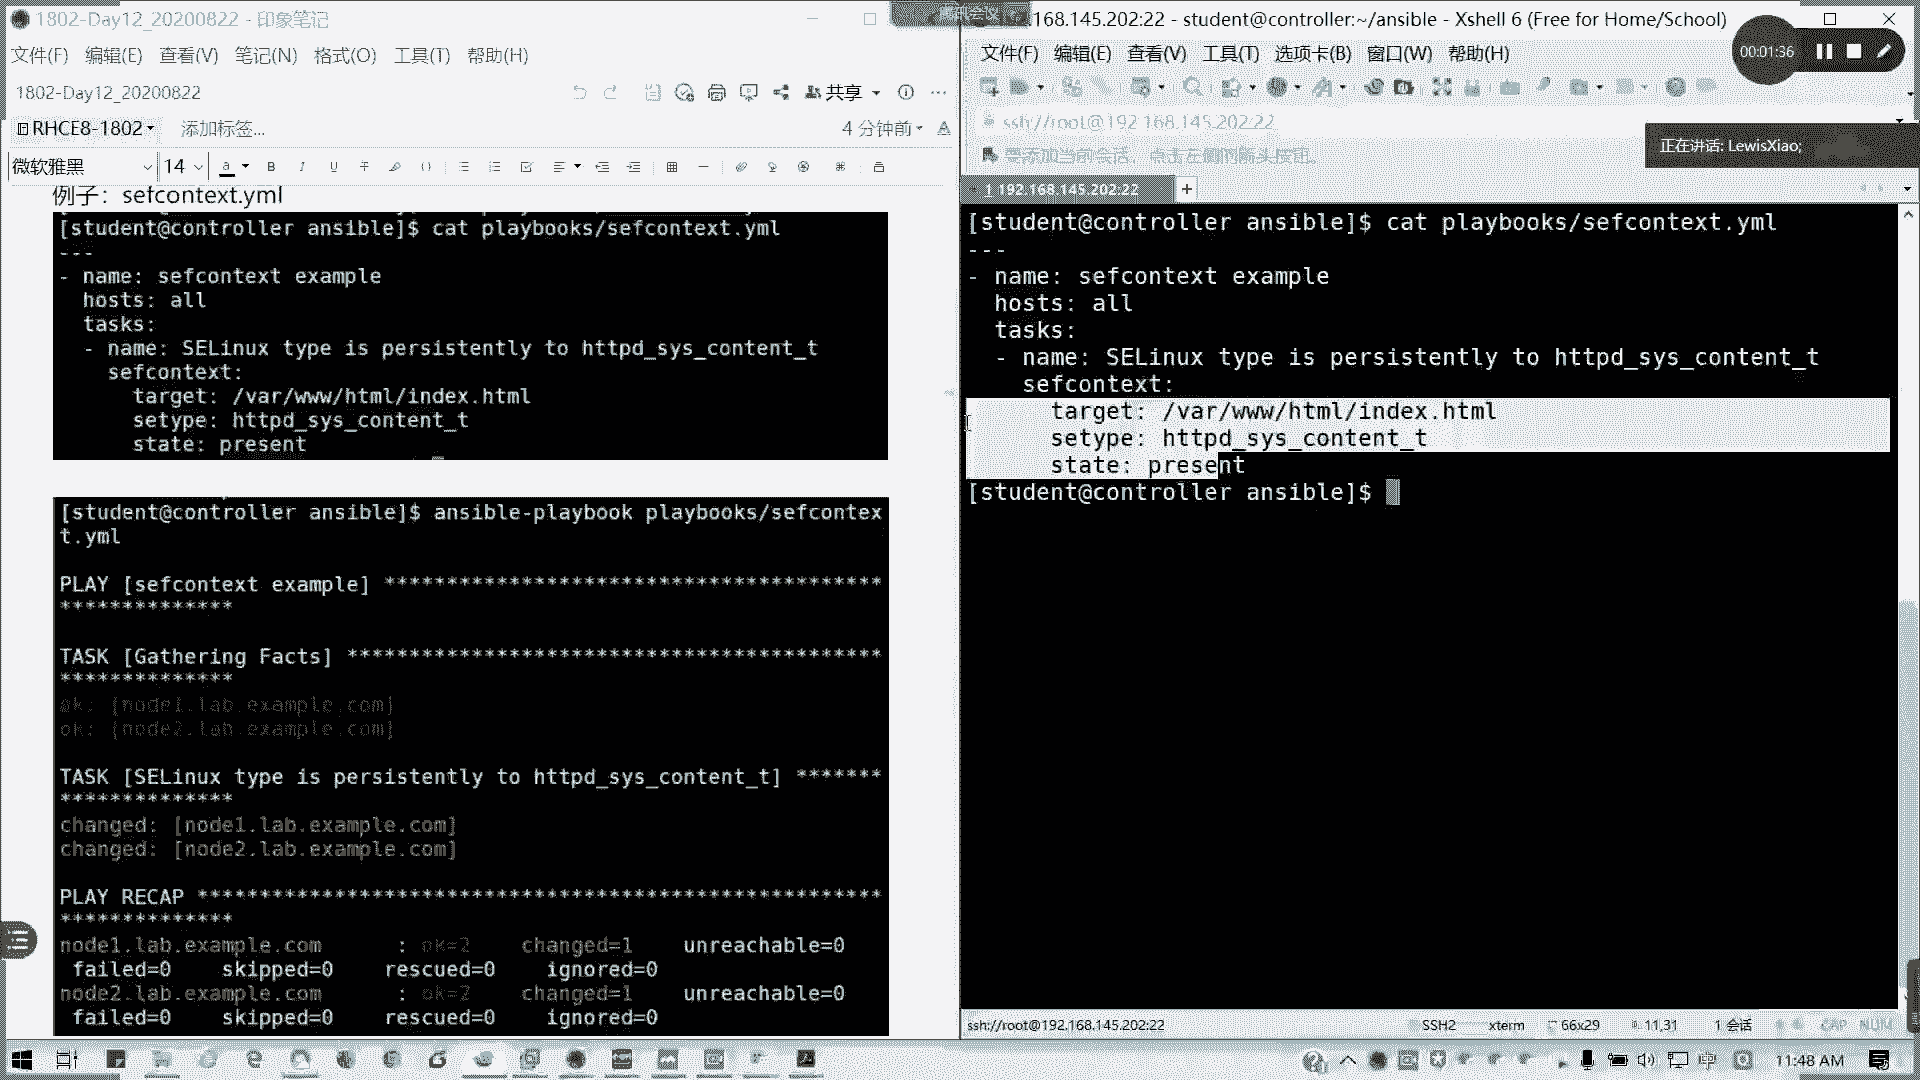 1802-Day12_20200822 - 印象笔记
文件(F) 编辑(E) 查看(V) 笔记(N) 格式(O) 工具(T) 帮助(H)
1802-Day12_20200822
共享
RHCE8-1802
添加标签...
4 分钟前
微软雅黑
14
例子：sefcontext.yml
[student@controller ansible]$ cat playbooks/sefcontext.yml
---
- name: sefcontext example
hosts: all
tasks:
- name: SELinux type is persistently to httpd_sys_content_t
sefcontext:
target: /var/www/html/index.html
setype: httpd_sys_content_t
state: present
[student@controller ansible]$ ansible-playbook playbooks/sefcontex
t.yml
PLAY [sefcontext example] ****************************************
**************
TASK [Gathering Facts] *******************************************
**************
ok: [node1.lab.example.com]
ok: [node2.lab.example.com]
TASK [SELinux type is persistently to httpd_sys_content_t] *******
**************
changed: [node1.lab.example.com]
changed: [node2.lab.example.com]
PLAY RECAP *******************************************************
**************
node1.lab.example.com : ok=2 changed=1 unreachable=0
failed=0 skipped=0 rescued=0 ignored=0
node2.lab.example.com : ok=2 changed=1 unreachable=0
failed=0 skipped=0 rescued=0 ignored=0
腾讯会议
168.145.202:22 - student@controller:~/ansible - Xshell 6 (Free for Home/School)
文件(F) 编辑(E) 查看(V) 工具(T) 选项卡(B) 窗口(W) 帮助(H)
00:01:36
ssh://root@192.168.145.202:22
要添加当前会话，点击左侧的箭头按钮。
正在讲话: LewisXiao;
1 192.168.145.202:22
[student@controller ansible]$ cat playbooks/sefcontext.yml
---
- name: sefcontext example
hosts: all
tasks:
- name: SELinux type is persistently to httpd_sys_content_t
sefcontext:
target: /var/www/html/index.html
setype: httpd_sys_content_t
state: present
[student@controller ansible]$
ssh://root@192.168.145.202:22 SSH2 xterm 66x29 11,31 1 会话 CAP NUM
中 11:48 AM